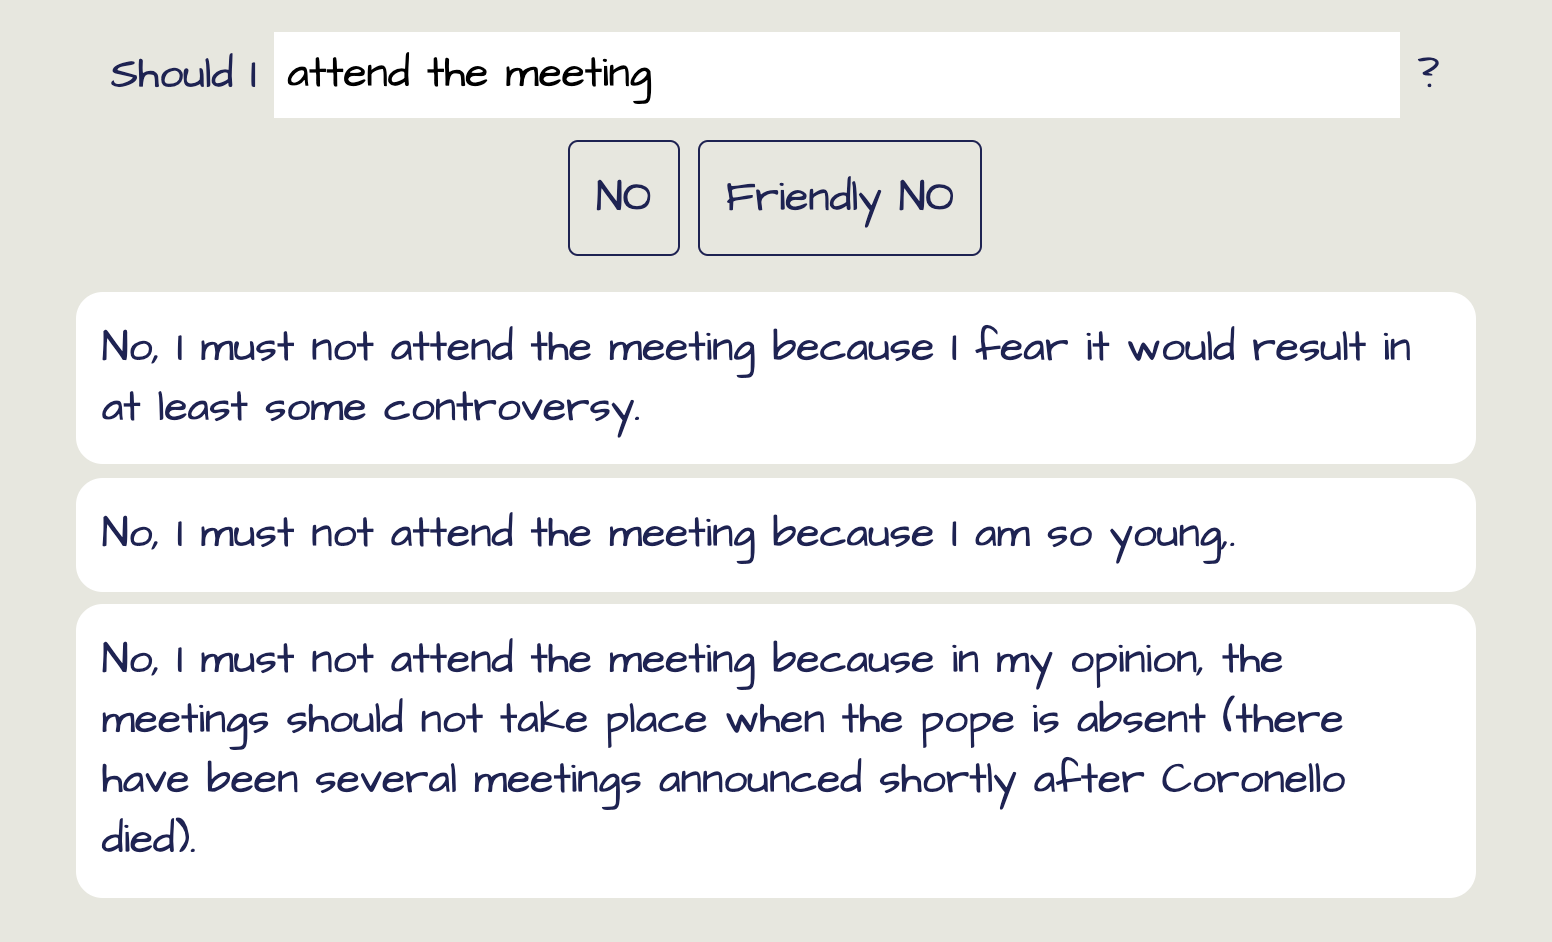 Should I attend the meeting ?
NO Friendly NO
No, I must not attend the meeting because I fear it would result in
at least some controversy.
No, I must not attend the meeting because I am so young,.
No, I must not attend the meeting because in my opinion, the
meetings should not take place when the pope is absent (there
have been several meetings announced shortly after Coronello
died).